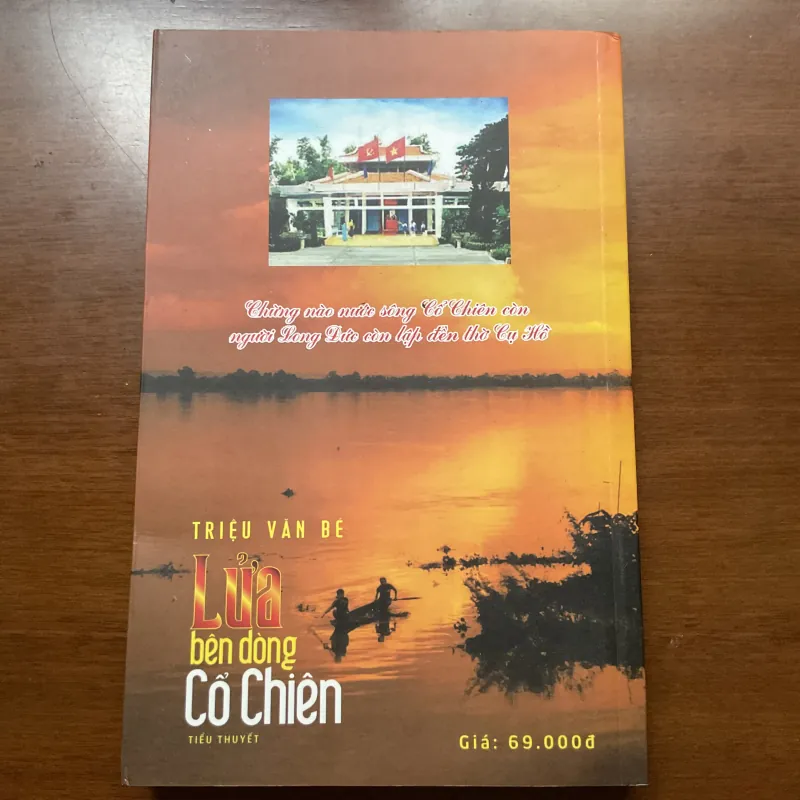 Chừng nào nước sông Cổ Chiên còn
người Long Đức còn lập đền thờ Cụ Hồ
TRIỆU VĂN BÉ
Lửa
bên dòng
Cổ Chiên
TIỂU THUYẾT
Giá: 69.000đ